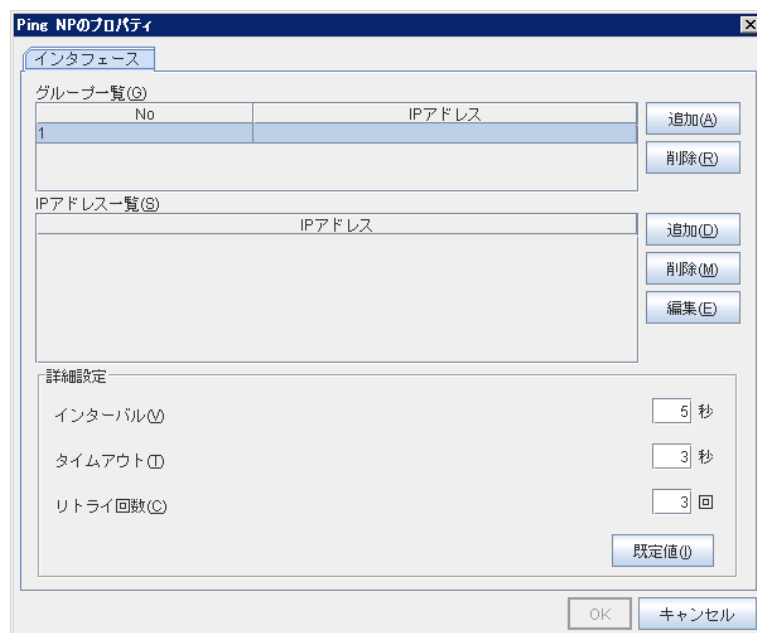 Ping NPのプロパティ
インタフェース
グループ一覧(G)
No IPアドレス
追加(A)
1
削除(R)
IPアドレス一覧(S)
IPアドレス
追加(D)
削除(M)
編集(E)
詳細設定
インターバル(V) 5 秒
タイムアウト(T) 3 秒
リトライ回数(C) 3 回
既定値(I)
OK キャンセル